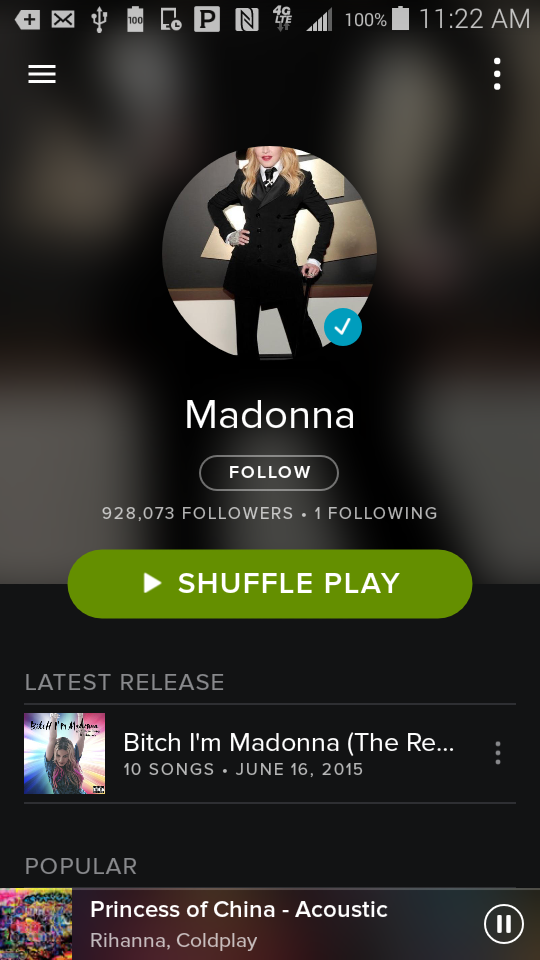 100
P
N
4G
LTE
100%
11:22 AM
Madonna
FOLLOW
928,073 FOLLOWERS • 1 FOLLOWING
SHUFFLE PLAY
LATEST RELEASE
Bitch I'm Madonna
Bitch I'm Madonna (The Re...
10 SONGS • JUNE 16, 2015
POPULAR
Princess of China - Acoustic
Rihanna, Coldplay